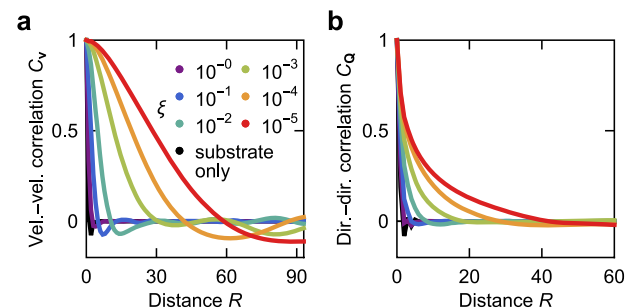 a
Vel.–vel. correlation Cᵥ
1
0.5
0
0 30 60 90
Distance R
ξ
10⁻⁰ 10⁻³
10⁻¹ 10⁻⁴
10⁻² 10⁻⁵
substrate
only
b
Dir.–dir. correlation C_Q
1
0.5
0
0 20 40 60
Distance R